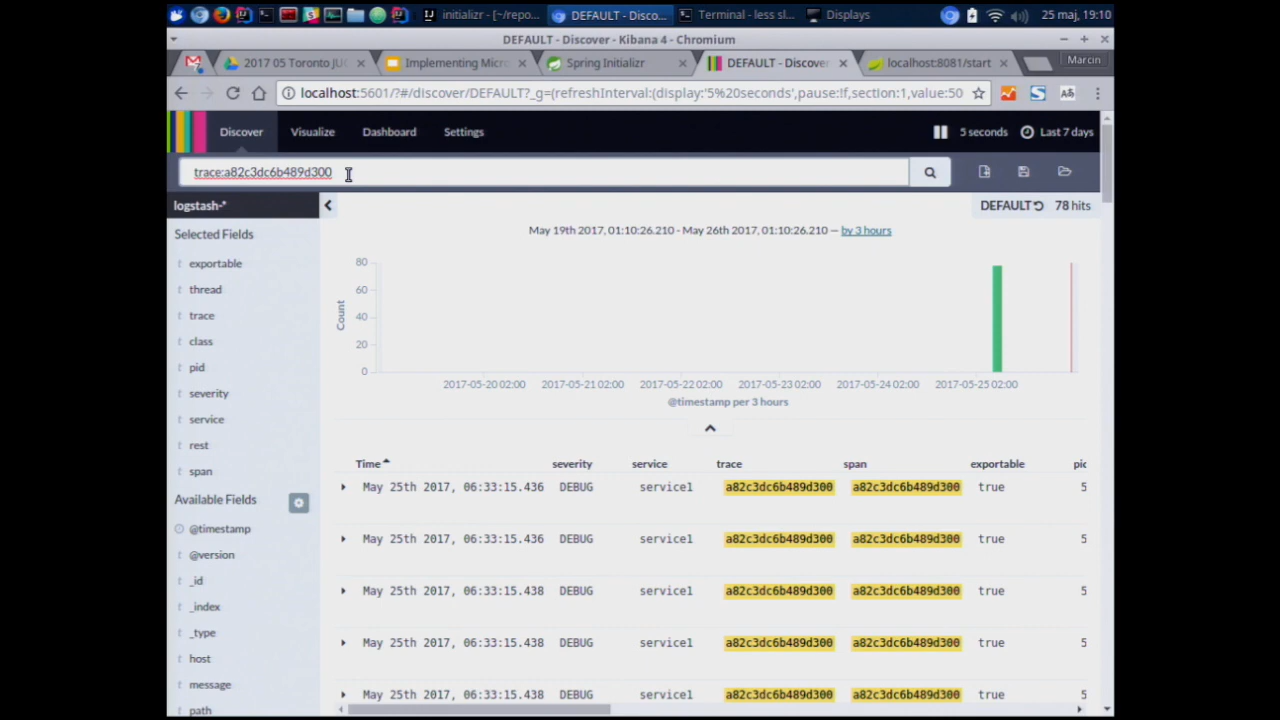 initializr - [~/repo... DEFAULT - Disco... Terminal - less sl... Displays 25 maj, 19:10
DEFAULT - Discover - Kibana 4 - Chromium
2017 05 Toronto JUG Implementing Micr Spring Initializr DEFAULT - Discover localhost:8081/start Marcin
localhost:5601/?#/discover/DEFAULT?_g=(refreshInterval:(display:'5%20seconds',pause:!f,section:1,value:50
Discover Visualize Dashboard Settings 5 seconds Last 7 days
trace:a82c3dc6b489d300
logstash-* DEFAULT 78 hits
Selected Fields May 19th 2017, 01:10:26.210 - May 26th 2017, 01:10:26.210 — by 3 hours
t exportable
t thread
t trace
t class
t pid
t severity
t service
t rest
t span
Available Fields
@timestamp
t @version
t _id
t _index
t _type
t host
t message
t path
Count
80
60
40
20
0
2017-05-20 02:00 2017-05-21 02:00 2017-05-22 02:00 2017-05-23 02:00 2017-05-24 02:00 2017-05-25 02:00
@timestamp per 3 hours
Time severity service trace span exportable pid
May 25th 2017, 06:33:15.436 DEBUG service1 a82c3dc6b489d300 a82c3dc6b489d300 true 5
May 25th 2017, 06:33:15.436 DEBUG service1 a82c3dc6b489d300 a82c3dc6b489d300 true 5
May 25th 2017, 06:33:15.438 DEBUG service1 a82c3dc6b489d300 a82c3dc6b489d300 true 5
May 25th 2017, 06:33:15.438 DEBUG service1 a82c3dc6b489d300 a82c3dc6b489d300 true 5
May 25th 2017, 06:33:15.438 DEBUG service1 a82c3dc6b489d300 a82c3dc6b489d300 true 5